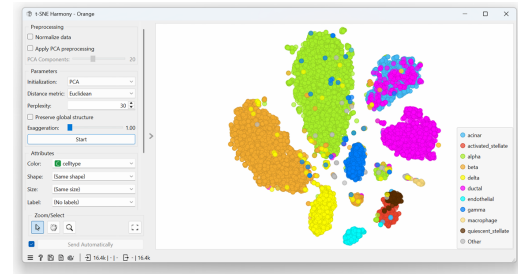 t-SNE Harmony - Orange
Preprocessing
Normalize data
Apply PCA preprocessing
PCA Components: 20
Parameters
Initialization: PCA
Distance metric: Euclidean
Perplexity: 30
Preserve global structure
Exaggeration: 1.00
Start
Attributes
Color: C celltype
Shape: (Same shape)
Size: (Same size)
Label: (No labels)
Zoom/Select
Send Automatically
16.4k | - | - 16.4k
acinar
activated_stellate
alpha
beta
delta
ductal
endothelial
gamma
macrophage
quiescent_stellate
Other